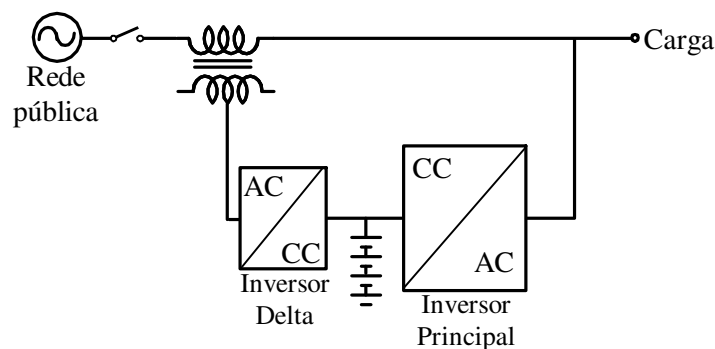 Rede
pública
Carga
AC
CC
Inversor
Delta
CC
AC
Inversor
Principal